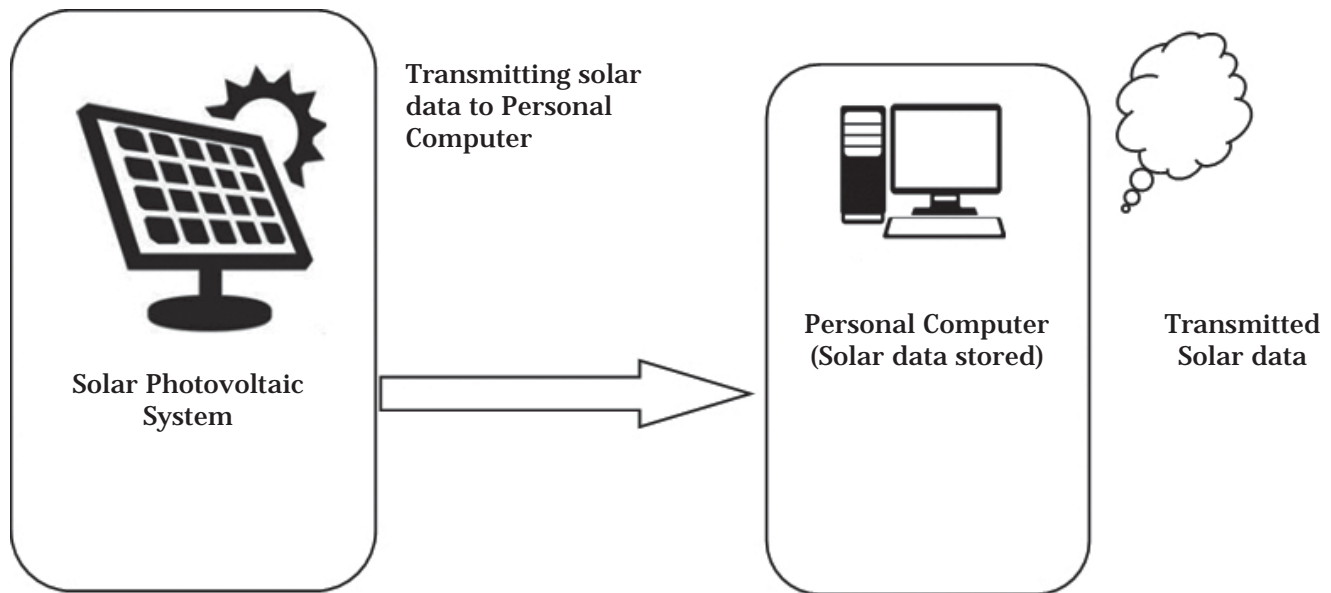 Transmitting solar
data to Personal
Computer
Solar Photovoltaic
System
Personal Computer
(Solar data stored)
Transmitted
Solar data